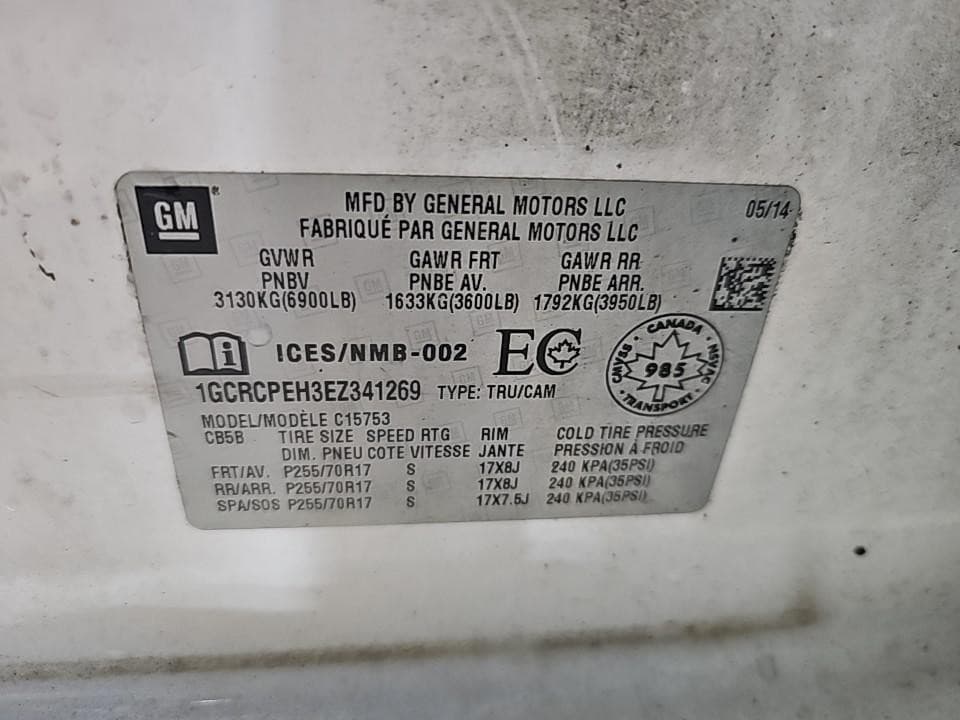 GM
MFD BY GENERAL MOTORS LLC
05/14
FABRIQUÉ PAR GENERAL MOTORS LLC
GVWR GAWR FRT GAWR RR
PNBV PNBE AV. PNBE ARR.
3130KG(6900LB) 1633KG(3600LB) 1792KG(3950LB)
i ICES/NMB-002 EC
CANADA
CMVSS 985 NSVAC
TRANSPORT
1GCRCPEH3EZ341269 TYPE: TRU/CAM
MODEL/MODÈLE C15753
CB5B TIRE SIZE SPEED RTG RIM COLD TIRE PRESSURE
DIM. PNEU COTE VITESSE JANTE PRESSION À FROID
FRT/AV. P255/70R17 S 17X8J 240 KPA(35PSI)
RR/ARR. P255/70R17 S 17X8J 240 KPA(35PSI)
SPA/SOS P255/70R17 S 17X7.5J 240 KPA(35PSI)